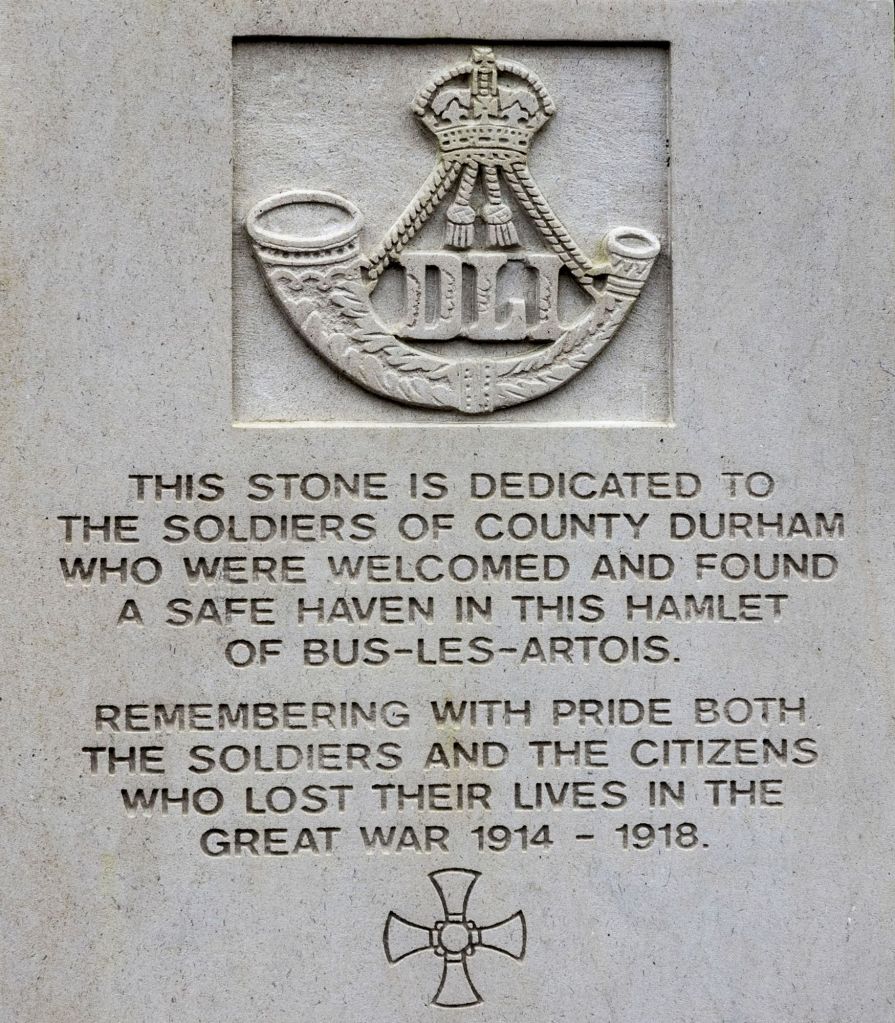 DLI
THIS STONE IS DEDICATED TO
THE SOLDIERS OF COUNTY DURHAM
WHO WERE WELCOMED AND FOUND
A SAFE HAVEN IN THIS HAMLET
OF BUS-LES-ARTOIS.
REMEMBERING WITH PRIDE BOTH
THE SOLDIERS AND THE CITIZENS
WHO LOST THEIR LIVES IN THE
GREAT WAR 1914 - 1918.